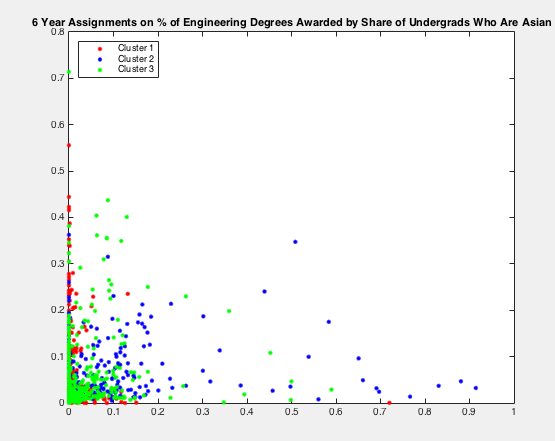 6 Year Assignments on % of Engineering Degrees Awarded by Share of Undergrads Who Are Asian
0.8
Cluster 1
Cluster 2
Cluster 3
0.7
0.6
0.5
0.4
0.3
0.2
0.1
0
0 0.1 0.2 0.3 0.4 0.5 0.6 0.7 0.8 0.9 1